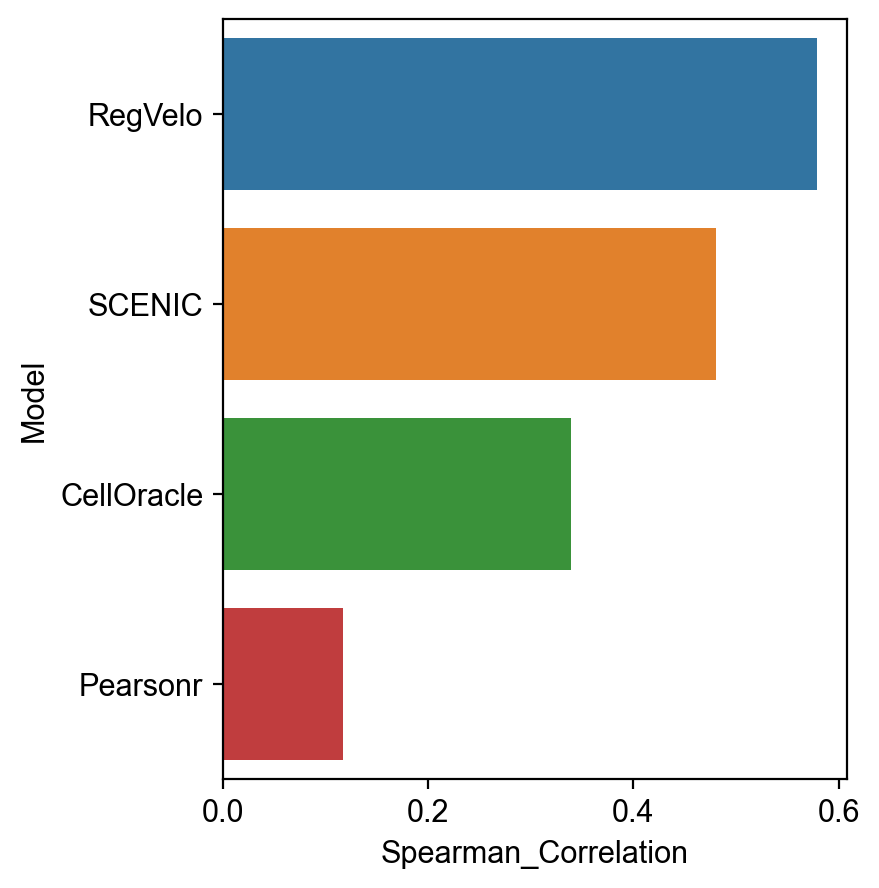 RegVelo
SCENIC
CellOracle
Pearsonr
Model
0.0 0.2 0.4 0.6
Spearman_Correlation